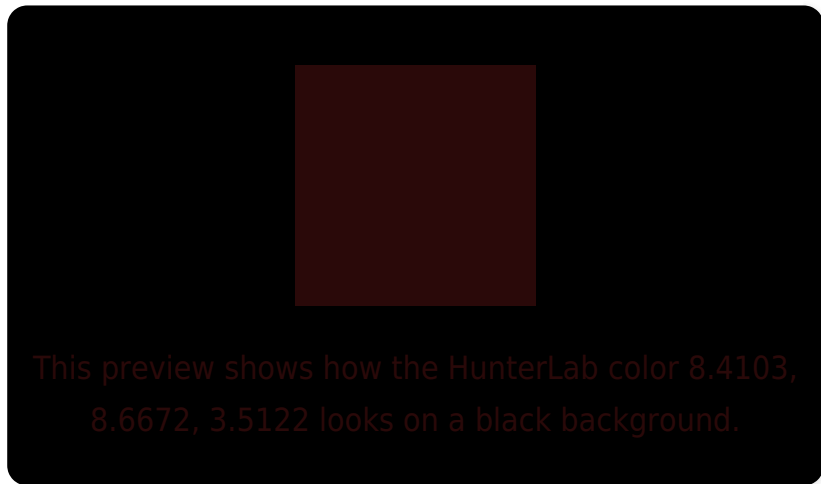 This preview shows how the HunterLab color 8.4103,
8.6672, 3.5122 looks on a black background.